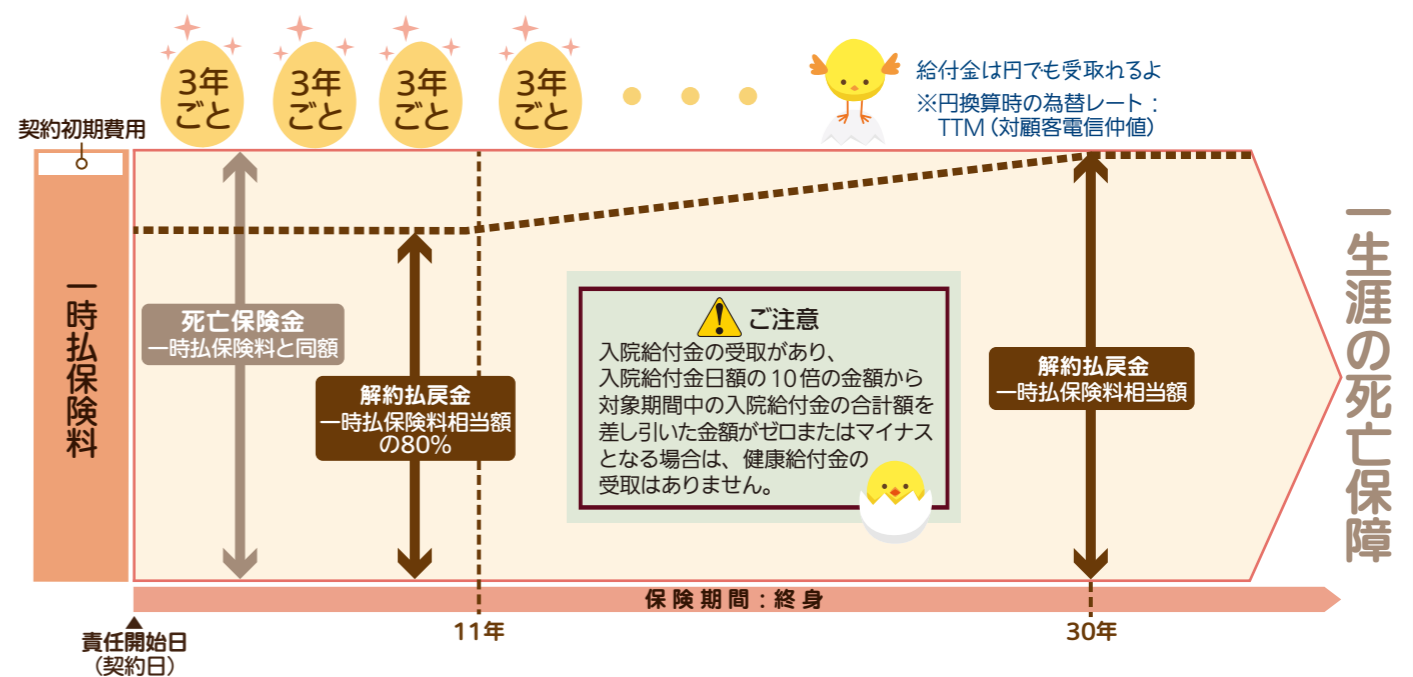 3年
ごと
3年
ごと
3年
ごと
3年
ごと
給付金は円でも受取れるよ
※円換算時の為替レート：
TTM（対顧客電信仲値）
契約初期費用
一時払保険料
死亡保険金
一時払保険料と同額
解約払戻金
一時払保険料相当額
の80%
ご注意
入院給付金の受取があり、
入院給付金日額の10倍の金額から
対象期間中の入院給付金の合計額を
差し引いた金額がゼロまたはマイナス
となる場合は、健康給付金の
受取はありません。
解約払戻金
一時払保険料相当額
一生涯の死亡保障
保険期間：終身
責任開始日
（契約日）
11年
30年